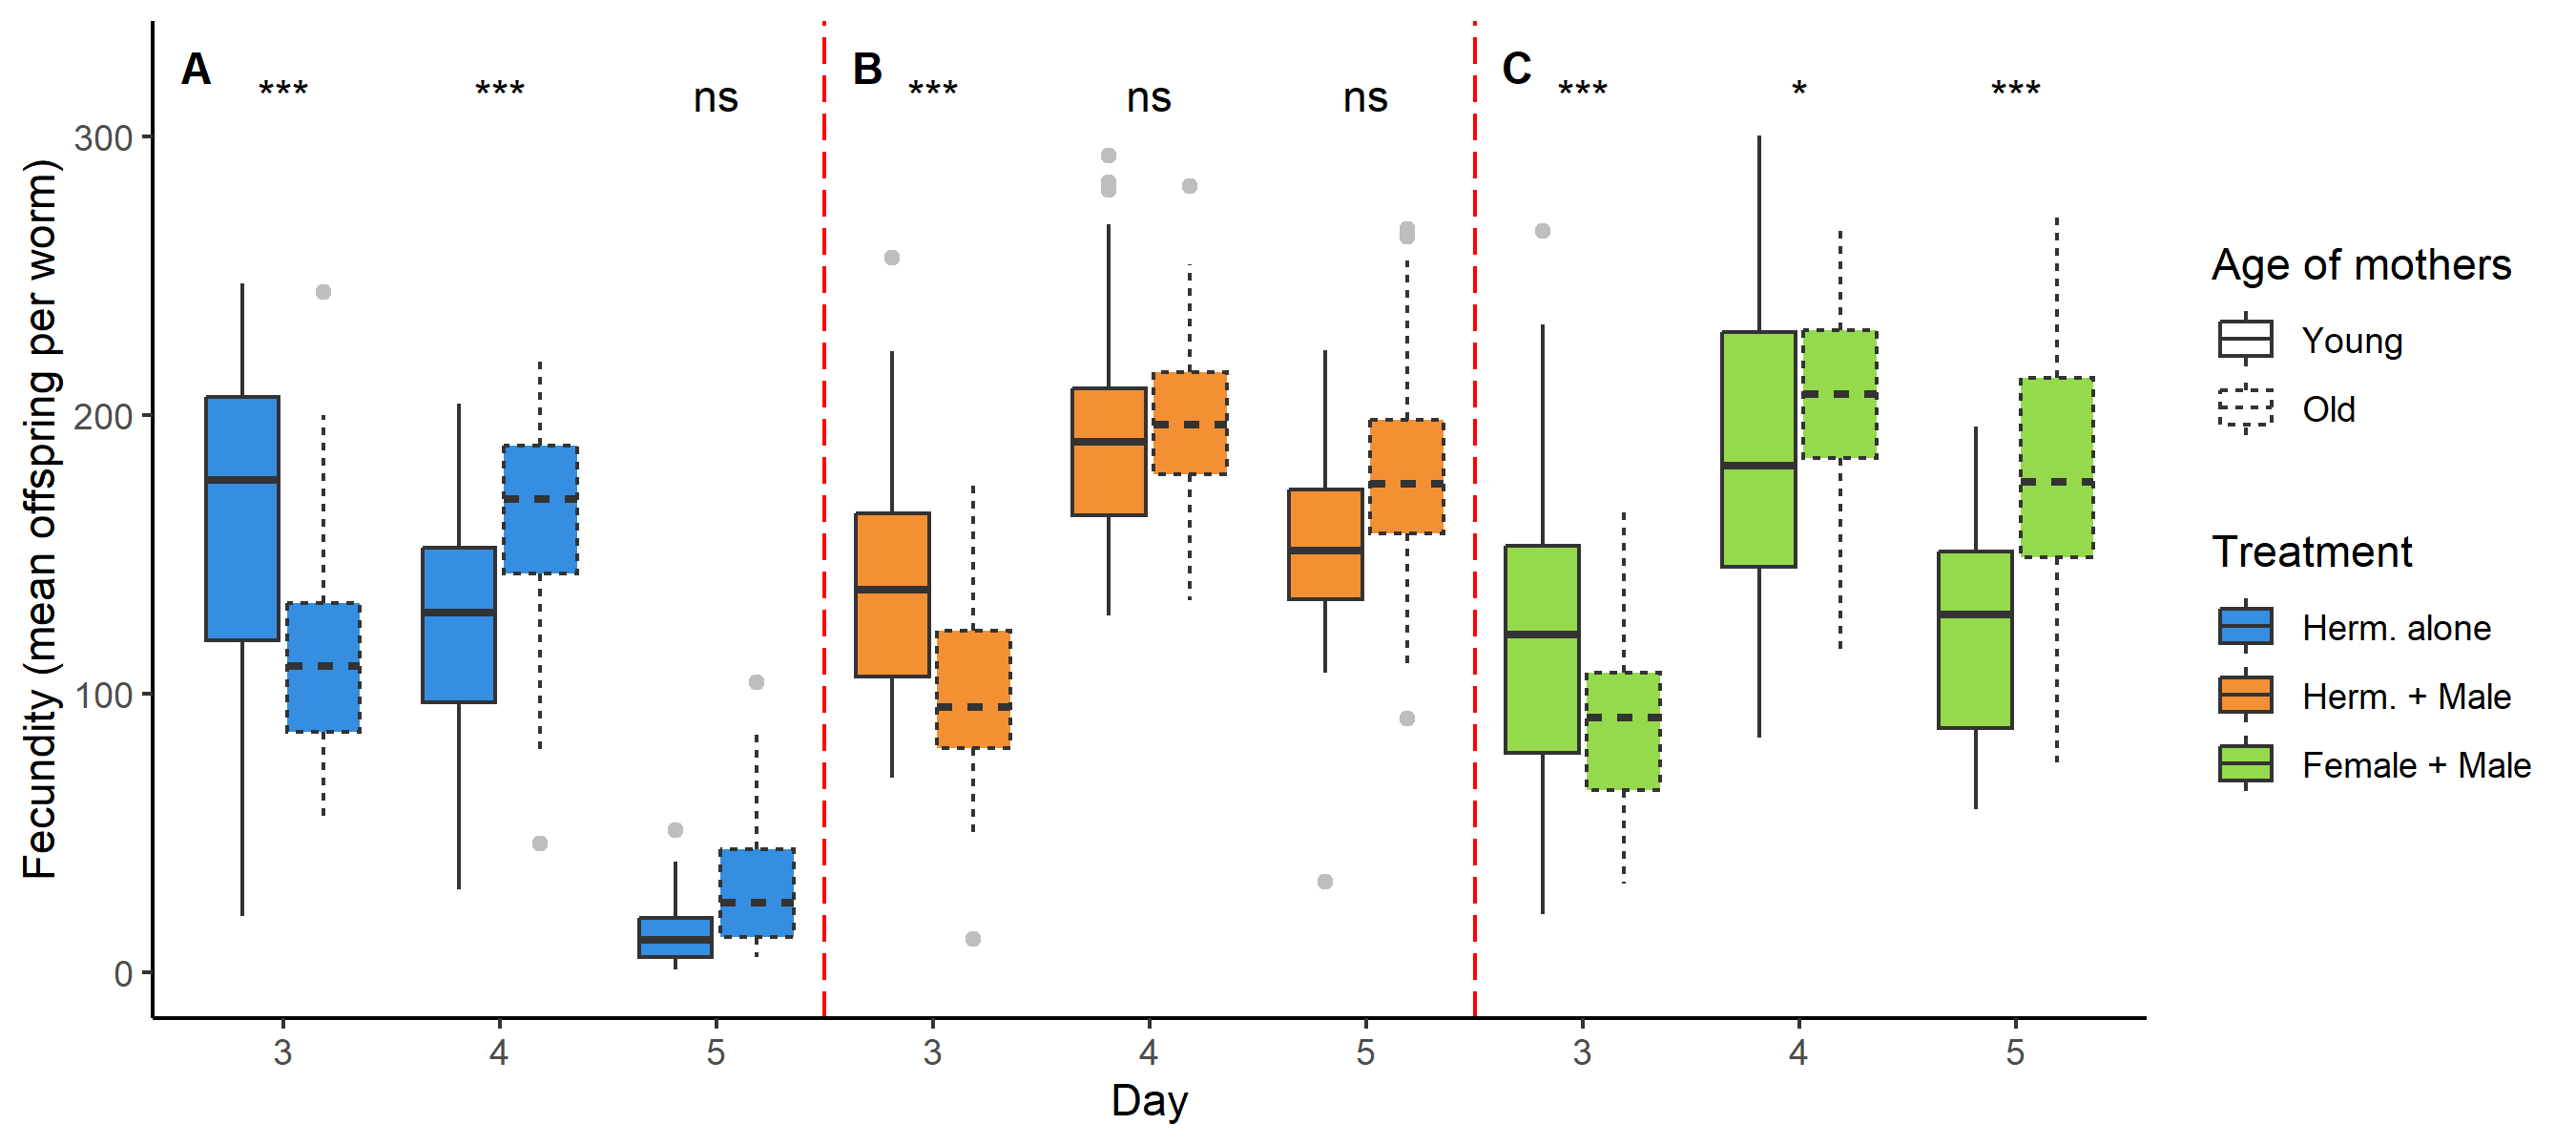 A
***
***
ns
B
***
ns
ns
C
***
*
***
Fecundity (mean offspring per worm)
300
200
100
0
3
4
5
3
4
5
3
4
5
Day
Age of mothers
Young
Old
Treatment
Herm. alone
Herm. + Male
Female + Male